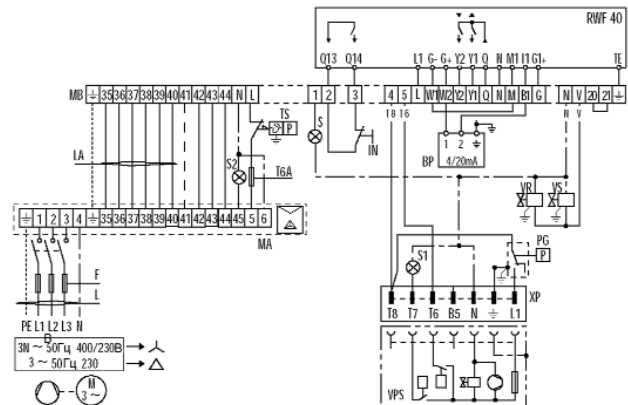 RWF 40
Q13 Q14 L1 G- G+ Y2 Y1 Q N M1 I1 G1+ TE
MB 35 36 37 38 39 40 41 42 43 44 N L
1 2 3 4 5 L W1 W2 Y2 Y1 Q N M B1 G N V 20 21
T8 T6 N V
TS
P
S
IN
1 2
BP 4/20mA
LA
S2
T6A
VR VS
1 2 3 4 35 36 37 38 39 40 41 42 43 44 45 5 6
MA
PG
P
S1
F
L
XP
T8 T7 T6 B5 N L1
PE L1 L2 L3 N
В
3N ~ 50Гц 400/230В
3 ~ 50Гц 230
M
3 ~
VPS